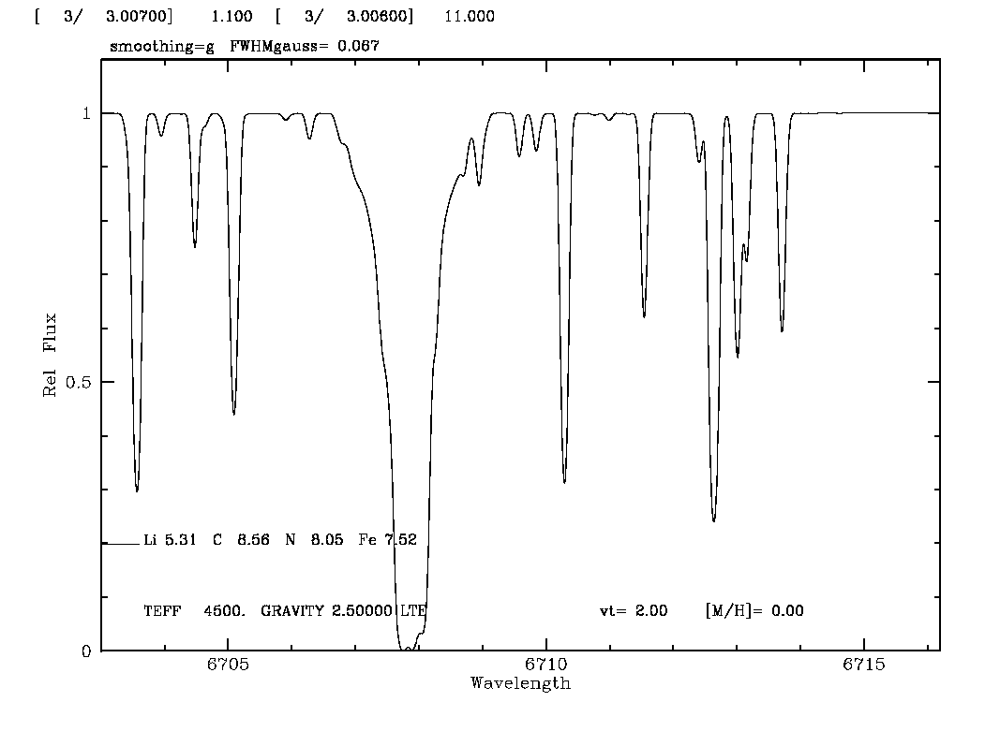 [ 3/ 3.00700] 1.100 [ 3/ 3.00600] 11.000
smoothing=g FWHMgauss= 0.067
1
Rel Flux
0.5
Li 5.31 C 8.56 N 8.05 Fe 7.52
TEFF 4500. GRAVITY 2.50000 LTE vt= 2.00 [M/H]= 0.00
0
6705 6710 6715
Wavelength